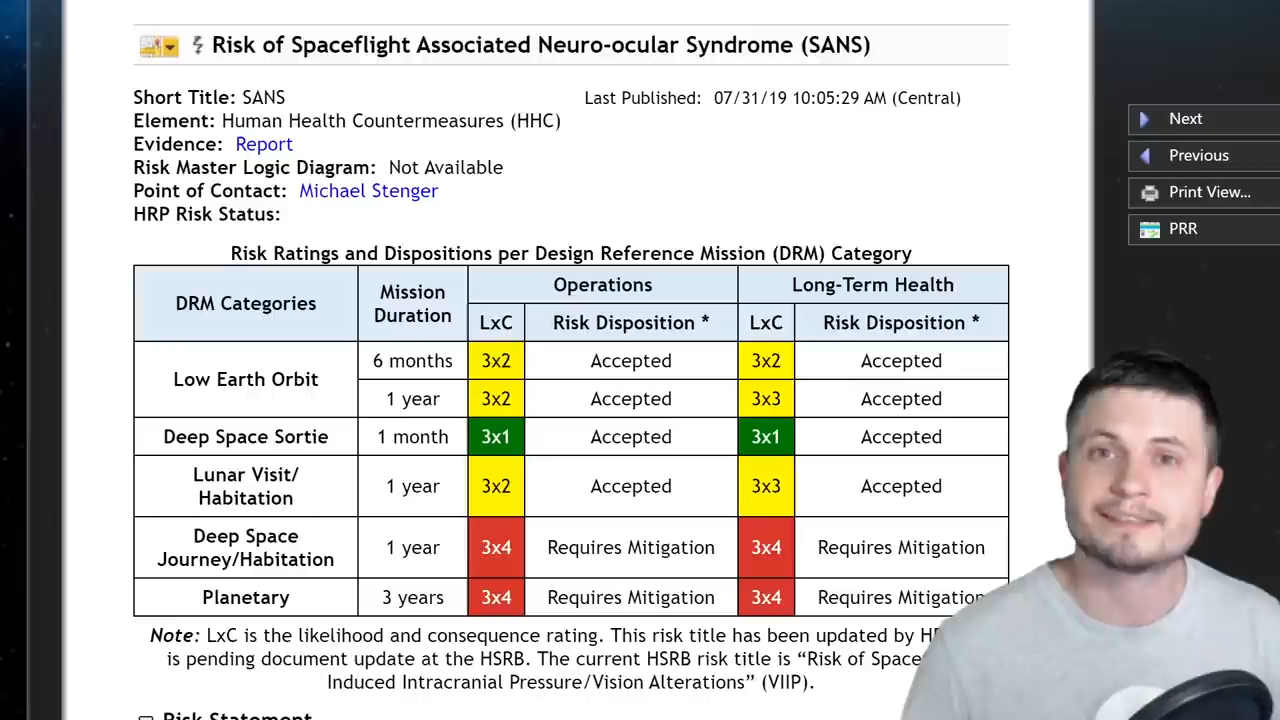 Risk of Spaceflight Associated Neuro-ocular Syndrome (SANS)
Short Title: SANS
Last Published: 07/31/19 10:05:29 AM (Central)
Element: Human Health Countermeasures (HHC)
Evidence: Report
Risk Master Logic Diagram: Not Available
Point of Contact: Michael Stenger
HRP Risk Status:
Next
Previous
Print View...
PRR
Risk Ratings and Dispositions per Design Reference Mission (DRM) Category
DRM Categories Mission Duration Operations Long-Term Health
LxC Risk Disposition * LxC Risk Disposition *
Low Earth Orbit 6 months 3x2 Accepted 3x2 Accepted
1 year 3x2 Accepted 3x3 Accepted
Deep Space Sortie 1 month 3x1 Accepted 3x1 Accepted
Lunar Visit/ Habitation 1 year 3x2 Accepted 3x3 Accepted
Deep Space Journey/Habitation 1 year 3x4 Requires Mitigation 3x4 Requires Mitigation
Planetary 3 years 3x4 Requires Mitigation 3x4 Requires Mitigation
Note: LxC is the likelihood and consequence rating. This risk title has been updated by
is pending document update at the HSRB. The current HSRB risk title is “Risk of
Induced Intracranial Pressure/Vision Alterations” (VIIP).
Risk Statement